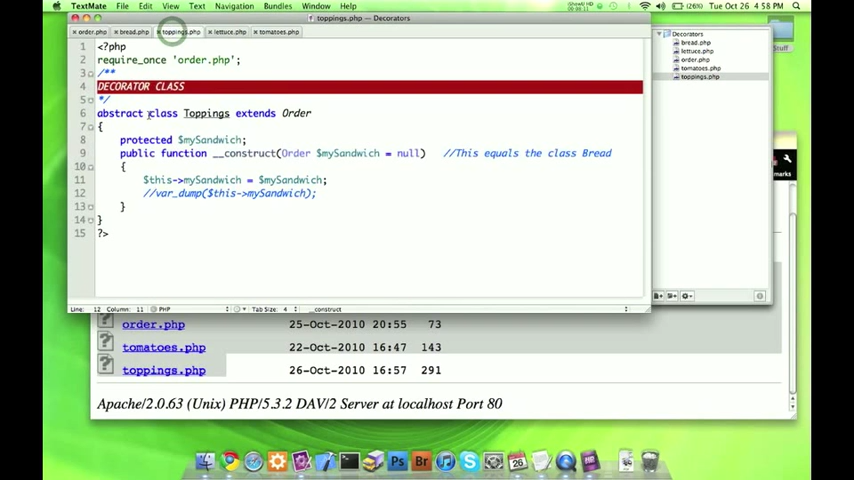 TextMate File Edit View Text Navigation Bundles Window Help
(26%) Tue Oct 26 4:58 PM
toppings.php — Decorators
order.php bread.php toppings.php lettuce.php tomatoes.php
1 <?php
2 require_once 'order.php';
3 /**
4 DECORATOR CLASS
5 */
6 abstract class Toppings extends Order
7 {
8 protected $mySandwich;
9 public function __construct(Order $mySandwich = null) //This equals the class Bread
10 {
11 $this->mySandwich = $mySandwich;
12 //var_dump($this->mySandwich);
13 }
14 }
15 ?>
Line: 12 Column: 11 PHP Tab Size: 4 __construct
Decorators
bread.php
lettuce.php
order.php
tomatoes.php
toppings.php
Stuff
marks
order.php 25-Oct-2010 20:55 73
tomatoes.php 22-Oct-2010 16:47 143
toppings.php 26-Oct-2010 16:57 291
Apache/2.0.63 (Unix) PHP/5.3.2 DAV/2 Server at localhost Port 80
Ps Br
26